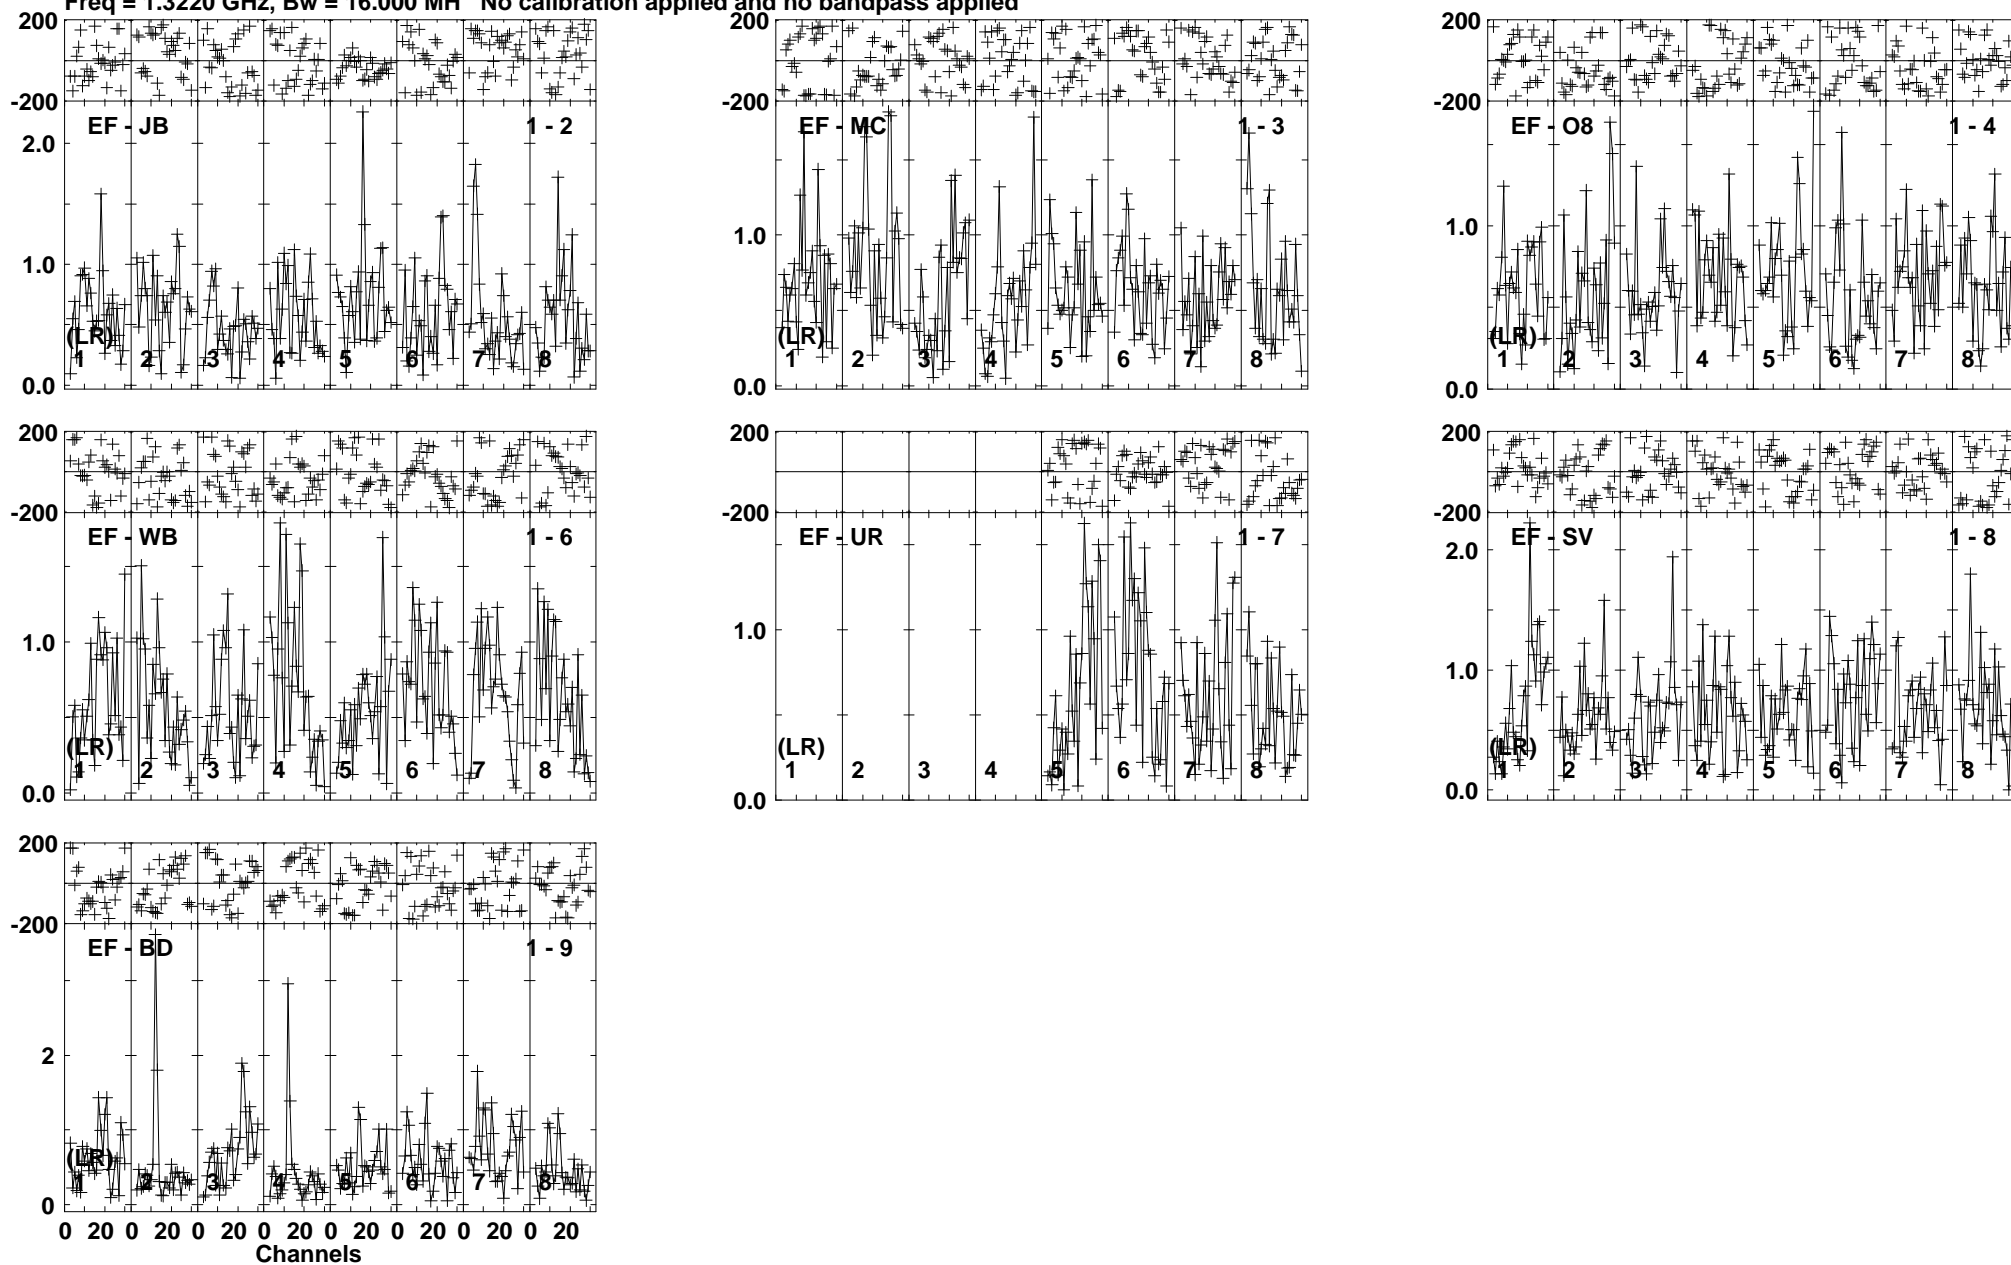 Freq = 1.3220 GHz, Bw = 16.000 MH No calibration applied and no bandpass applied
200
-200
EF - JB 1 - 2
2.0
1.0
(LR)
1 2 3 4 5 6 7 8
0.0
200
-200
EF - MC 1 - 3
1.0
(LR)
1 2 3 4 5 6 7 8
0.0
200
-200
EF - O8 1 - 4
1.0
(LR)
1 2 3 4 5 6 7 8
0.0
200
-200
EF - WB 1 - 6
1.0
(LR)
1 2 3 4 5 6 7 8
0.0
200
-200
EF - UR 1 - 7
1.0
(LR)
1 2 3 4 5 6 7 8
0.0
200
-200
EF - SV 1 - 8
2.0
1.0
(LR)
1 2 3 4 5 6 7 8
0.0
200
-200
EF - BD 1 - 9
2
(LR)
1 2 3 4 5 6 7 8
0
0 20 0 20 0 20 0 20 0 20 0 20 0 20 0 20
Channels